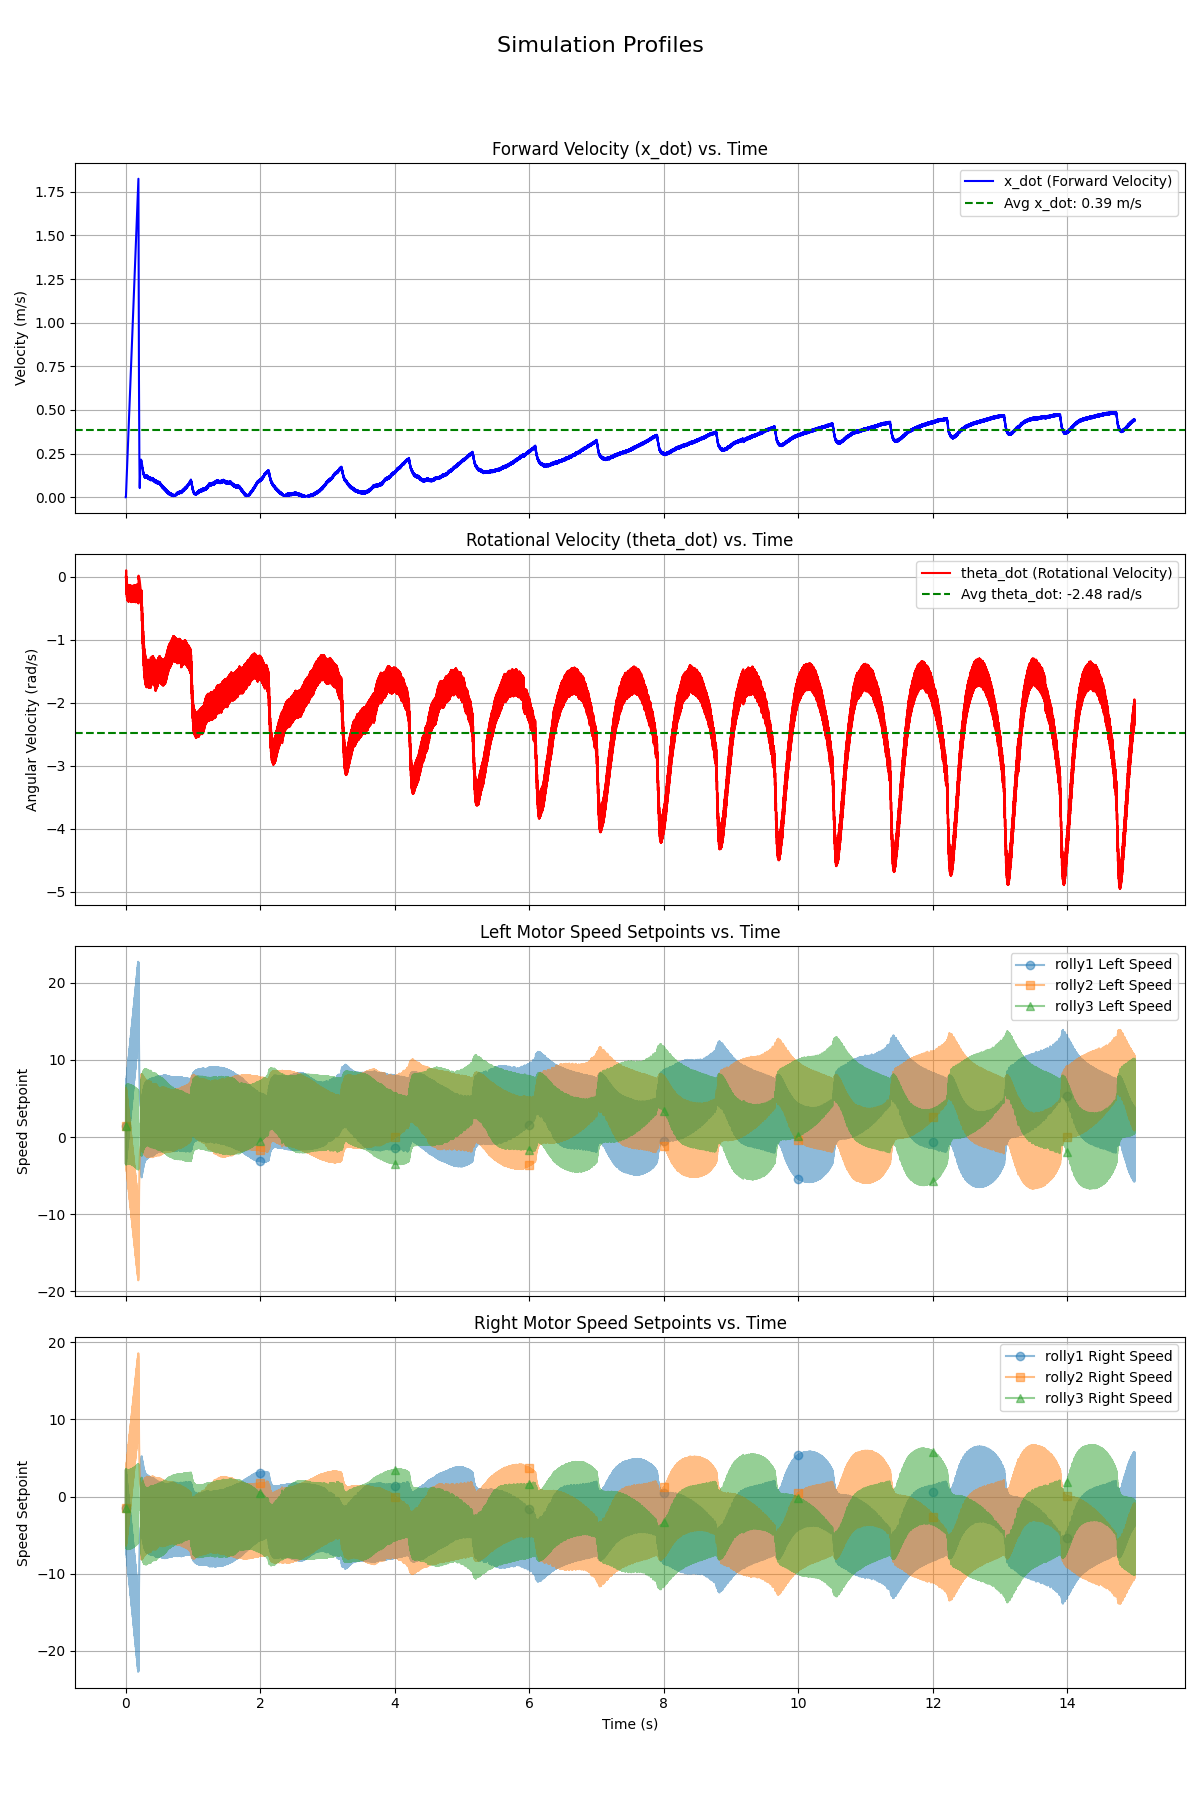 Simulation Profiles
Forward Velocity (x_dot) vs. Time
Velocity (m/s)
1.75
1.50
1.25
1.00
0.75
0.50
0.25
0.00
x_dot (Forward Velocity)
Avg x_dot: 0.39 m/s
Rotational Velocity (theta_dot) vs. Time
Angular Velocity (rad/s)
0
−1
−2
−3
−4
−5
theta_dot (Rotational Velocity)
Avg theta_dot: -2.48 rad/s
Left Motor Speed Setpoints vs. Time
Speed Setpoint
20
10
0
−10
−20
rolly1 Left Speed
rolly2 Left Speed
rolly3 Left Speed
Right Motor Speed Setpoints vs. Time
Speed Setpoint
20
10
0
−10
−20
rolly1 Right Speed
rolly2 Right Speed
rolly3 Right Speed
0 2 4 6 8 10 12 14
Time (s)